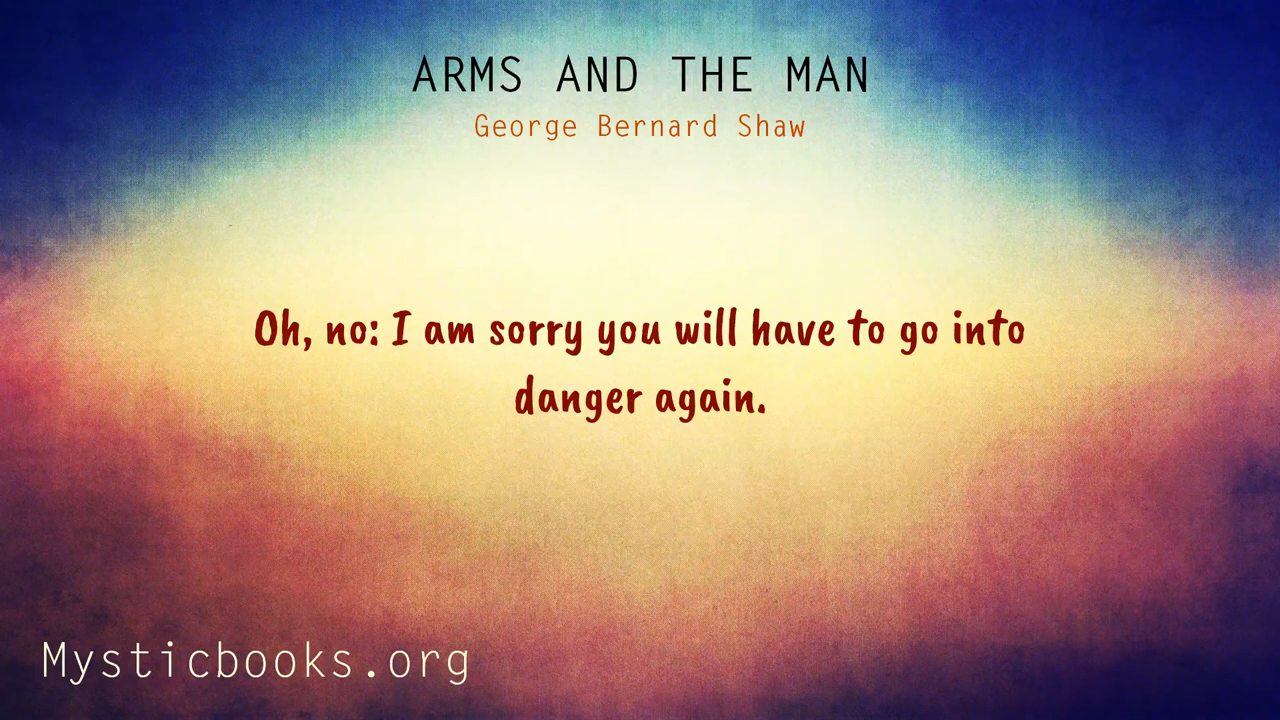 ARMS AND THE MAN
George Bernard Shaw
Oh, no: I am sorry you will have to go into
danger again.
Mysticbooks.org